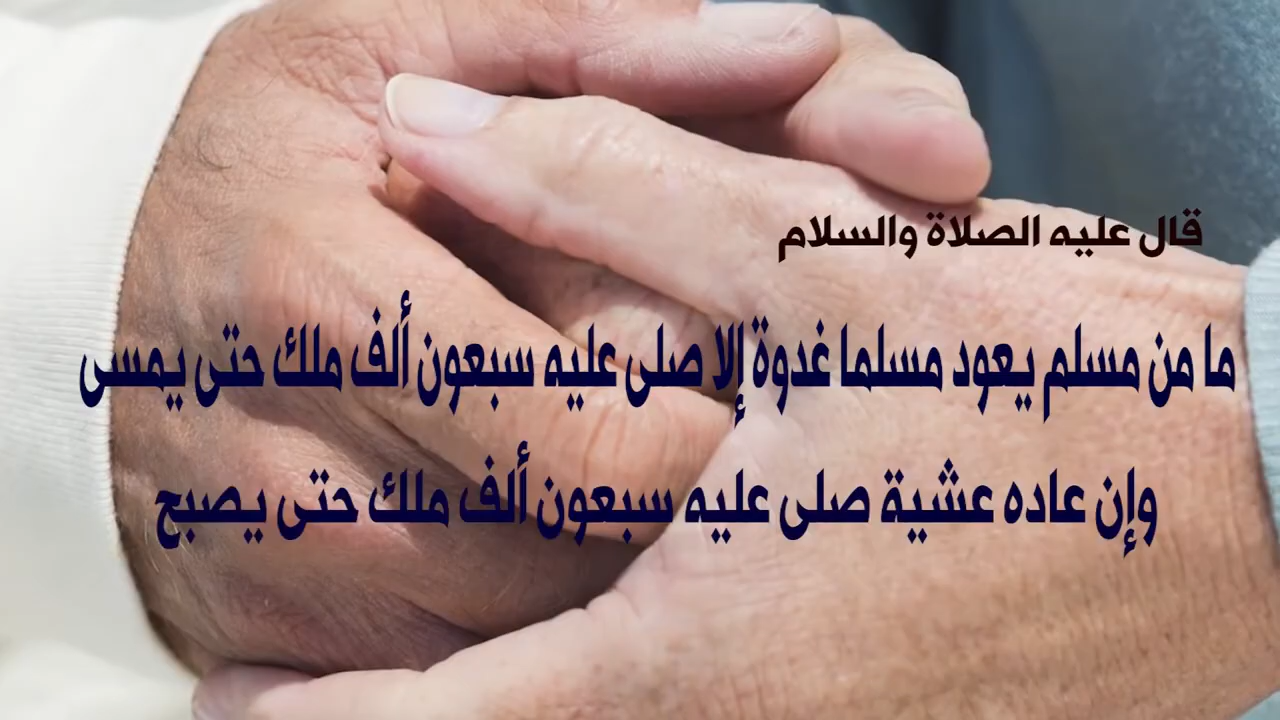 قال عليه الصلاة والسلام
ما من مسلم يعود مسلما غدوة إلا صلى عليه سبعون ألف ملك حتى يمسى
وإن عاده عشية صلى عليه سبعون ألف ملك حتى يصبح